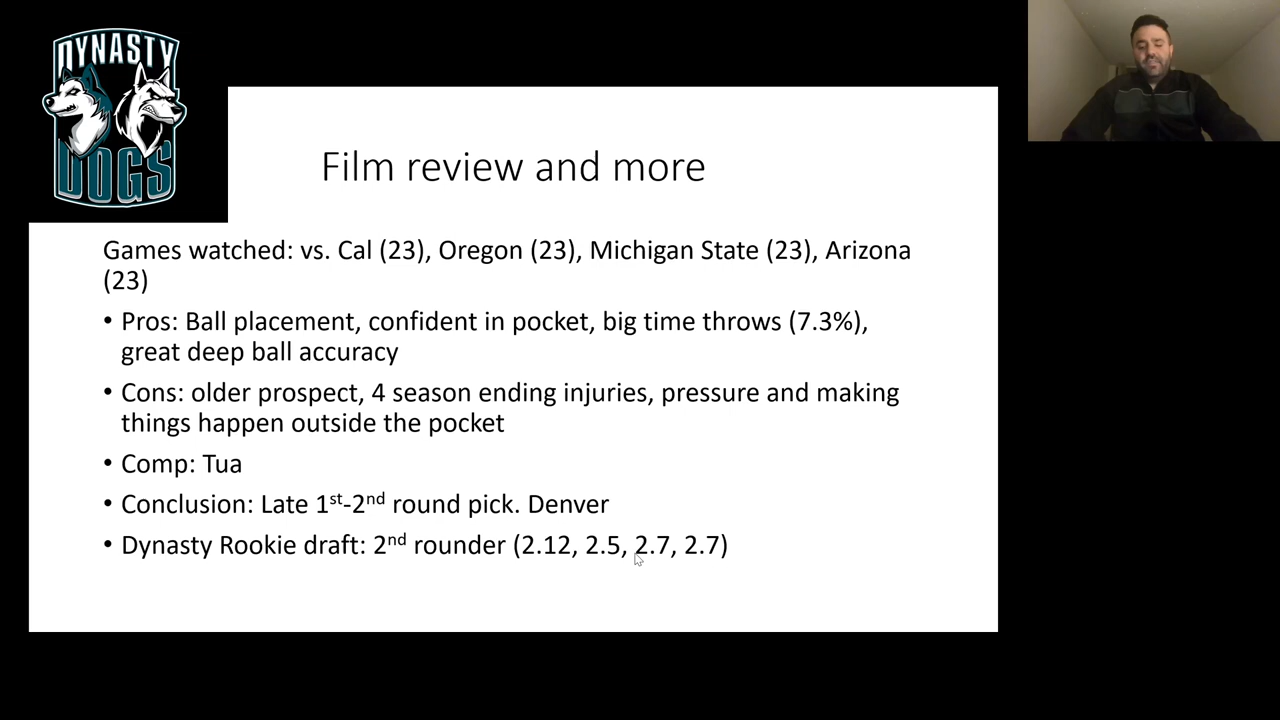 DYNASTY
DOGS
Film review and more
Games watched: vs. Cal (23), Oregon (23), Michigan State (23), Arizona
(23)
• Pros: Ball placement, confident in pocket, big time throws (7.3%),
great deep ball accuracy
• Cons: older prospect, 4 season ending injuries, pressure and making
things happen outside the pocket
• Comp: Tua
• Conclusion: Late 1st-2nd round pick. Denver
• Dynasty Rookie draft: 2nd rounder (2.12, 2.5, 2.7, 2.7)